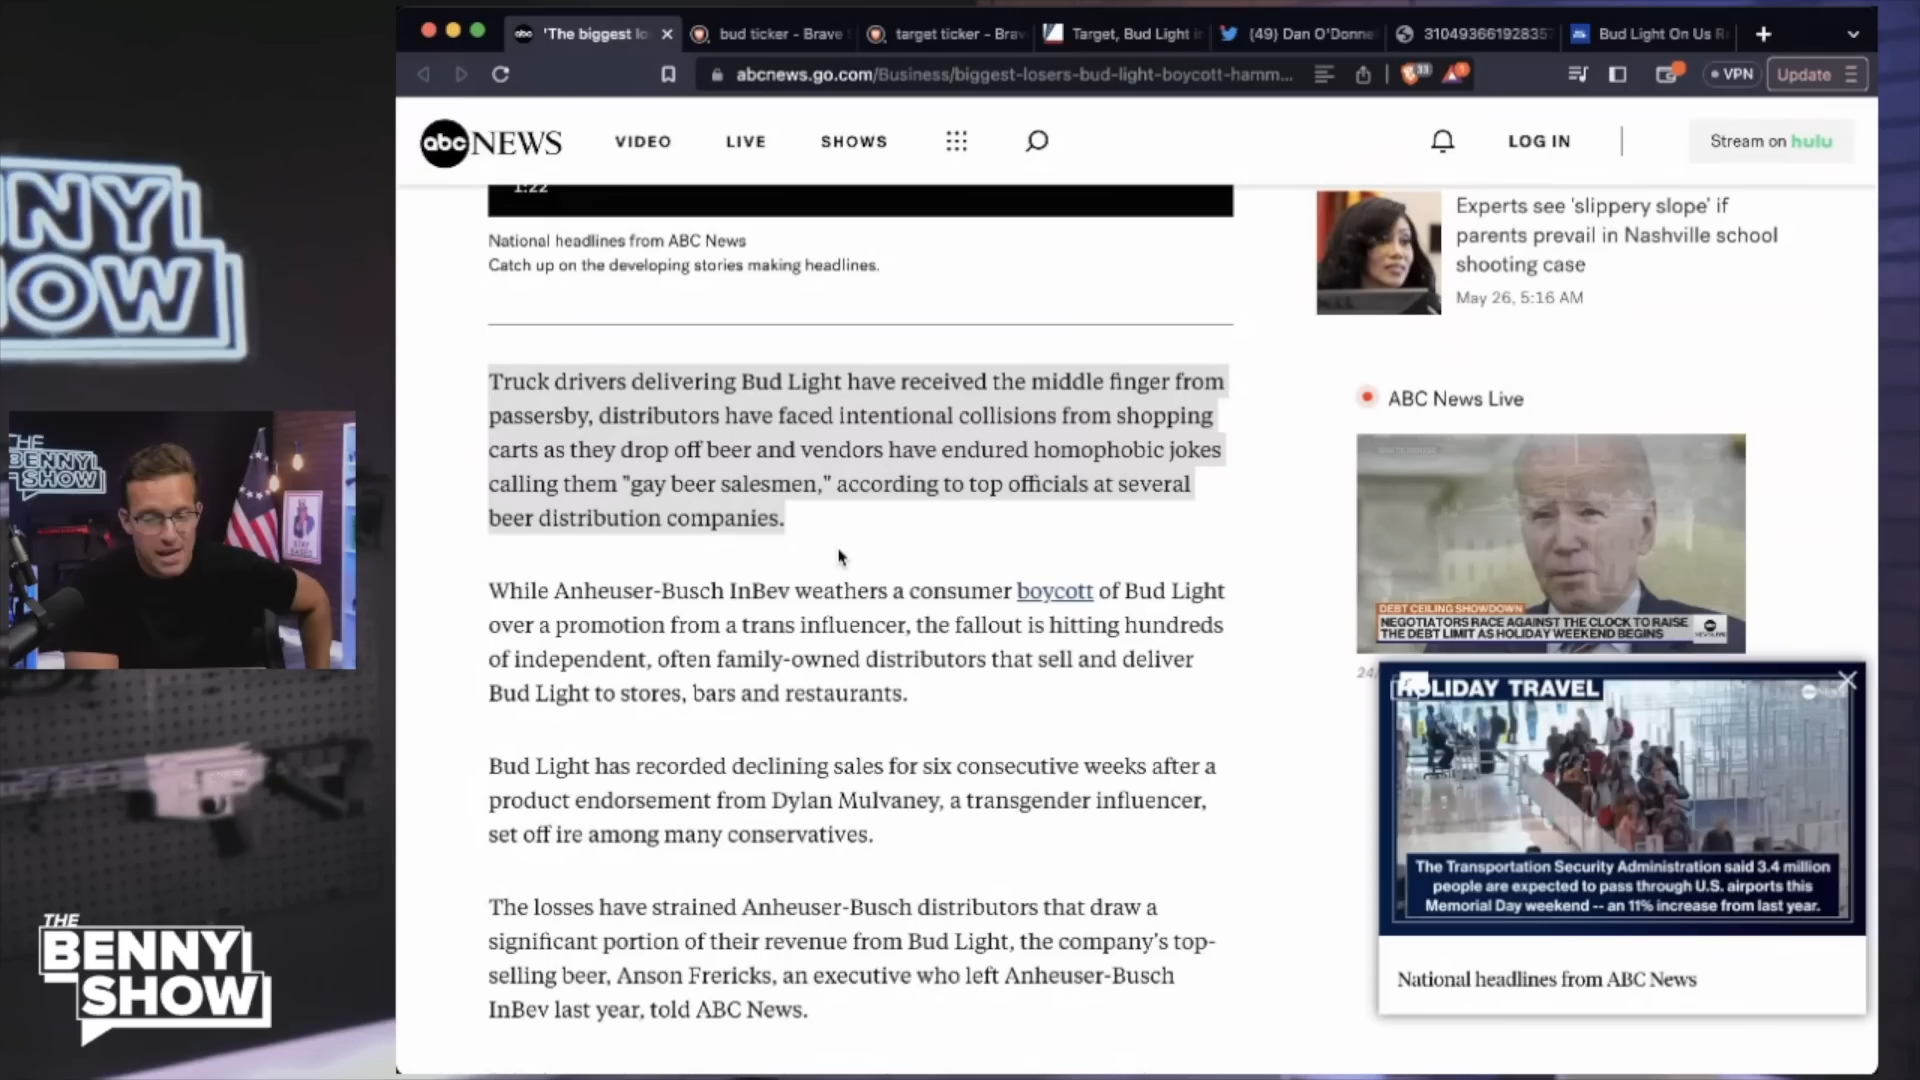 'The biggest lo
bud ticker - Brave
target ticker - Brav
Target, Bud Light i
(49) Dan O'Donne
310493661928357
Bud Light On Us R
abcnews.go.com/Business/biggest-losers-bud-light-boycott-hamm...
33
VPN
Update
abc NEWS
VIDEO
LIVE
SHOWS
LOG IN
Stream on hulu
1:22
National headlines from ABC News
Catch up on the developing stories making headlines.
Truck drivers delivering Bud Light have received the middle finger from
passersby, distributors have faced intentional collisions from shopping
carts as they drop off beer and vendors have endured homophobic jokes
calling them "gay beer salesmen," according to top officials at several
beer distribution companies.
While Anheuser-Busch InBev weathers a consumer boycott of Bud Light
over a promotion from a trans influencer, the fallout is hitting hundreds
of independent, often family-owned distributors that sell and deliver
Bud Light to stores, bars and restaurants.
Bud Light has recorded declining sales for six consecutive weeks after a
product endorsement from Dylan Mulvaney, a transgender influencer,
set off ire among many conservatives.
The losses have strained Anheuser-Busch distributors that draw a
significant portion of their revenue from Bud Light, the company's top-
selling beer, Anson Frericks, an executive who left Anheuser-Busch
InBev last year, told ABC News.
Experts see 'slippery slope' if
parents prevail in Nashville school
shooting case
May 26, 5:16 AM
ABC News Live
DEBT CEILING SHOWDOWN
NEGOTIATORS RACE AGAINST THE CLOCK TO RAISE
THE DEBT LIMIT AS HOLIDAY WEEKEND BEGINS
24/
HOLIDAY TRAVEL
The Transportation Security Administration said 3.4 million
people are expected to pass through U.S. airports this
Memorial Day weekend -- an 11% increase from last year.
National headlines from ABC News
NNY
OW
THE
BENNY
SHOW
THE
BENNY
SHOW